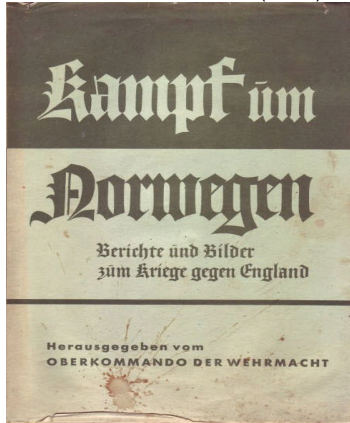 Kampf um
Norwegen
Berichte und Bilder
zum Kriege gegen England
Herausgegeben vom
OBERKOMMANDO DER WEHRMACHT